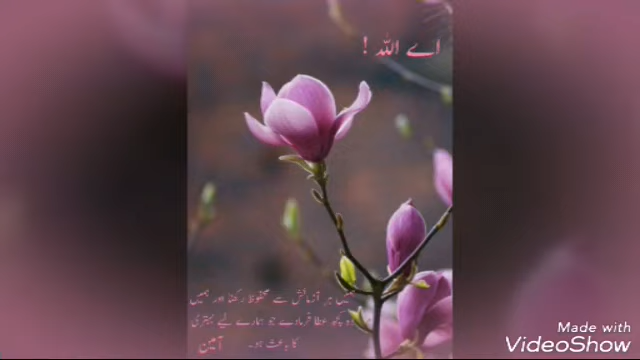 اے اللہ !
ہمیں ہر آزمائش سے محفوظ رکھنا اور ہمیں
وہ کچھ عطا فرمادے جو ہمارے لیے بہتری
کا باعث ہو۔ آمین
Made with
VideoShow